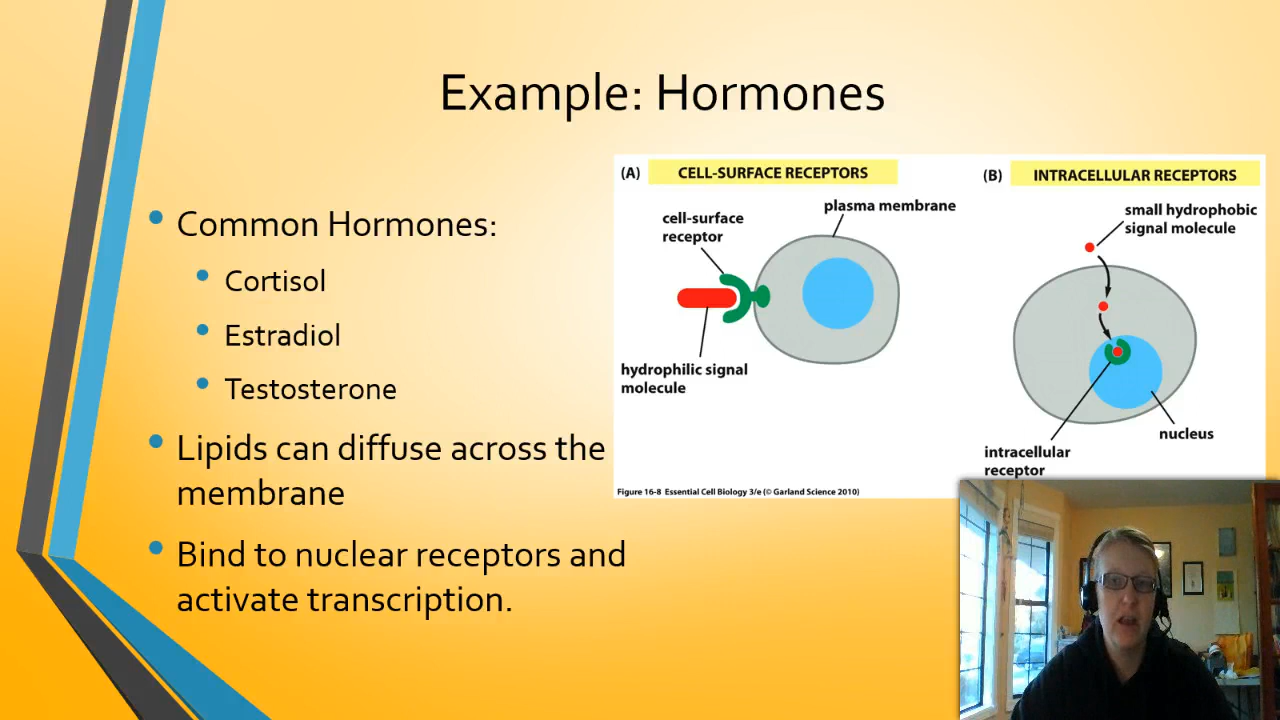 Example: Hormones
Common Hormones:
Cortisol
Estradiol
Testosterone
Lipids can diffuse across the
membrane
Bind to nuclear receptors and
activate transcription.
(A) CELL-SURFACE RECEPTORS
cell-surface
receptor
plasma membrane
hydrophilic signal
molecule
(B) INTRACELLULAR RECEPTORS
small hydrophobic
signal molecule
nucleus
intracellular
receptor
Figure 16-8 Essential Cell Biology 3/e (© Garland Science 2010)